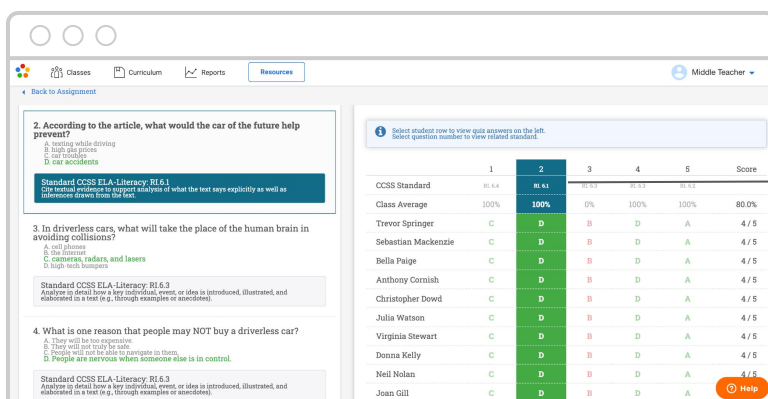 Classes Curriculum Reports Resources Middle Teacher
Back to Assignment
2. According to the article, what would the car of the future help
prevent?
A. texting while driving
B. high gas prices
C. car troubles
D. car accidents
Standard CCSS ELA-Literacy: RI.6.1
Cite textual evidence to support analysis of what the text says explicitly as well as
inferences drawn from the text.
3. In driverless cars, what will take the place of the human brain in
avoiding collisions?
A. cell phones
B. the Internet
C. cameras, radars, and lasers
D. high-tech bumpers
Standard CCSS ELA-Literacy: RI.6.3
Analyze in detail how a key individual, event, or idea is introduced, illustrated, and
elaborated in a text (e.g., through examples or anecdotes).
4. What is one reason that people may NOT buy a driverless car?
A. They will be too expensive.
B. They will not truly be safe.
C. People will not be able to navigate in them.
D. People are nervous when someone else is in control.
Standard CCSS ELA-Literacy: RI.6.3
Analyze in detail how a key individual, event, or idea is introduced, illustrated, and
elaborated in a text (e.g., through examples or anecdotes).
Select student row to view quiz answers on the left.
Select question number to view related standard.
1 2 3 4 5 Score
CCSS Standard RI.6.4 RI.6.1 RI.6.3 RI.6.3 RI.6.2
Class Average 100% 100% 0% 100% 100% 80.0%
Trevor Springer C D B D A 4 / 5
Sebastian Mackenzie C D B D A 4 / 5
Bella Paige C D B D A 4 / 5
Anthony Cornish C D B D A 4 / 5
Christopher Dowd C D B D A 4 / 5
Julia Watson C D B D A 4 / 5
Virginia Stewart C D B D A 4 / 5
Donna Kelly C D B D A 4 / 5
Neil Nolan C D B D A 4 / 5
Joan Gill C D B D A
Help